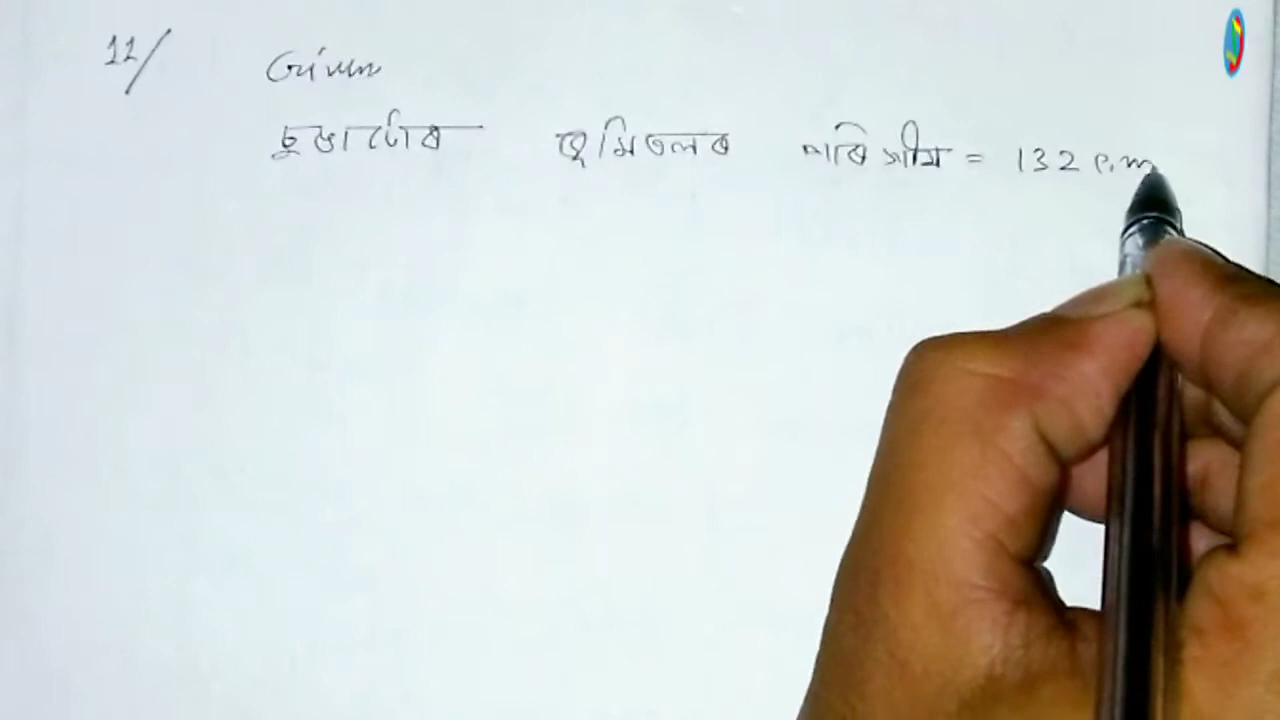 11/ Given
চুঙাটোৰ ভূমিতলৰ পৰিসীমা = 132 c.m